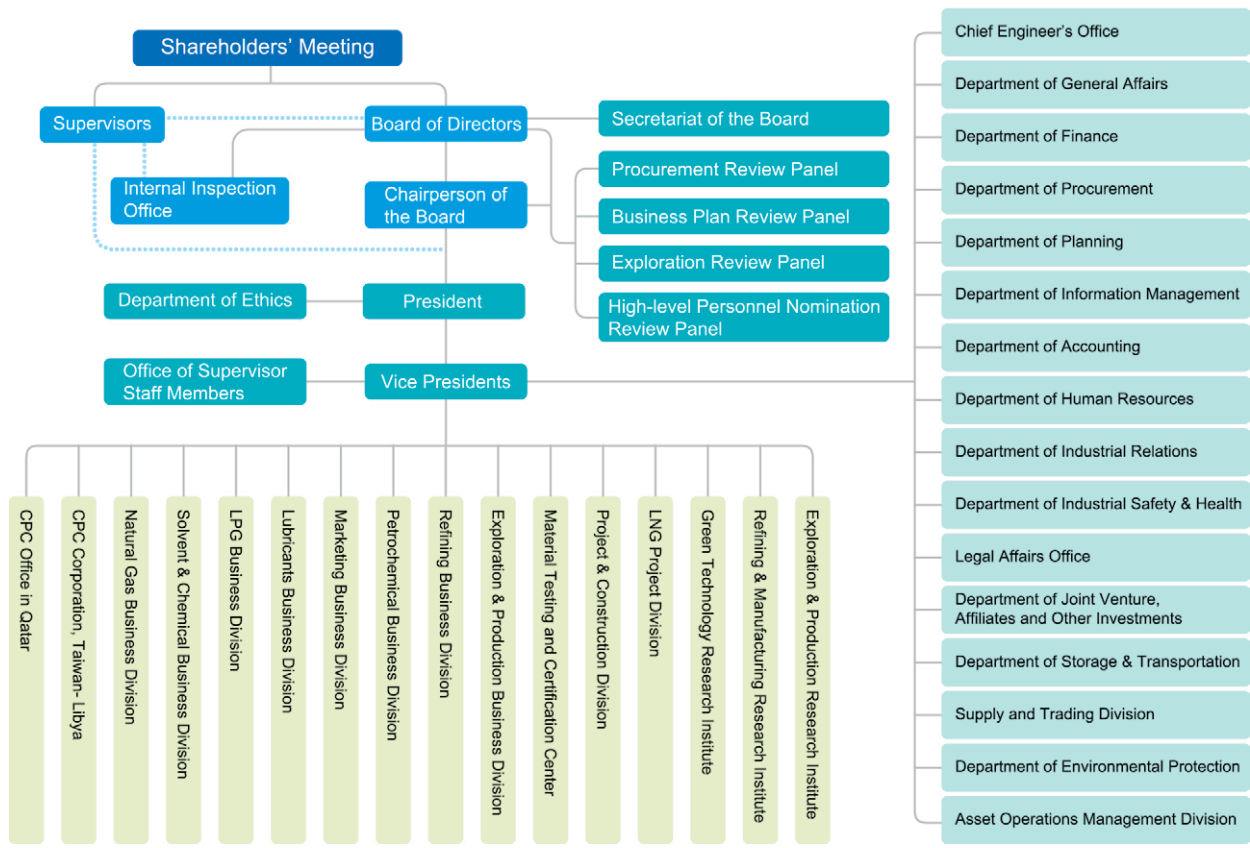 Shareholders' Meeting
Supervisors
Board of Directors
Secretariat of the Board
Internal Inspection
Office
Chairperson of
the Board
Procurement Review Panel
Business Plan Review Panel
Exploration Review Panel
High-level Personnel Nomination
Review Panel
Department of Ethics
President
Office of Supervisor
Staff Members
Vice Presidents
Chief Engineer's Office
Department of General Affairs
Department of Finance
Department of Procurement
Department of Planning
Department of Information Management
Department of Accounting
Department of Human Resources
Department of Industrial Relations
Department of Industrial Safety & Health
Legal Affairs Office
Department of Joint Venture,
Affiliates and Other Investments
Department of Storage & Transportation
Supply and Trading Division
Department of Environmental Protection
Asset Operations Management Division
CPC Office in Qatar
CPC Corporation, Taiwan- Libya
Natural Gas Business Division
Solvent & Chemical Business Division
LPG Business Division
Lubricants Business Division
Marketing Business Division
Petrochemical Business Division
Refining Business Division
Exploration & Production Business Division
Material Testing and Certification Center
Project & Construction Division
LNG Project Division
Green Technology Research Institute
Refining & Manufacturing Research Institute
Exploration & Production Research Institute